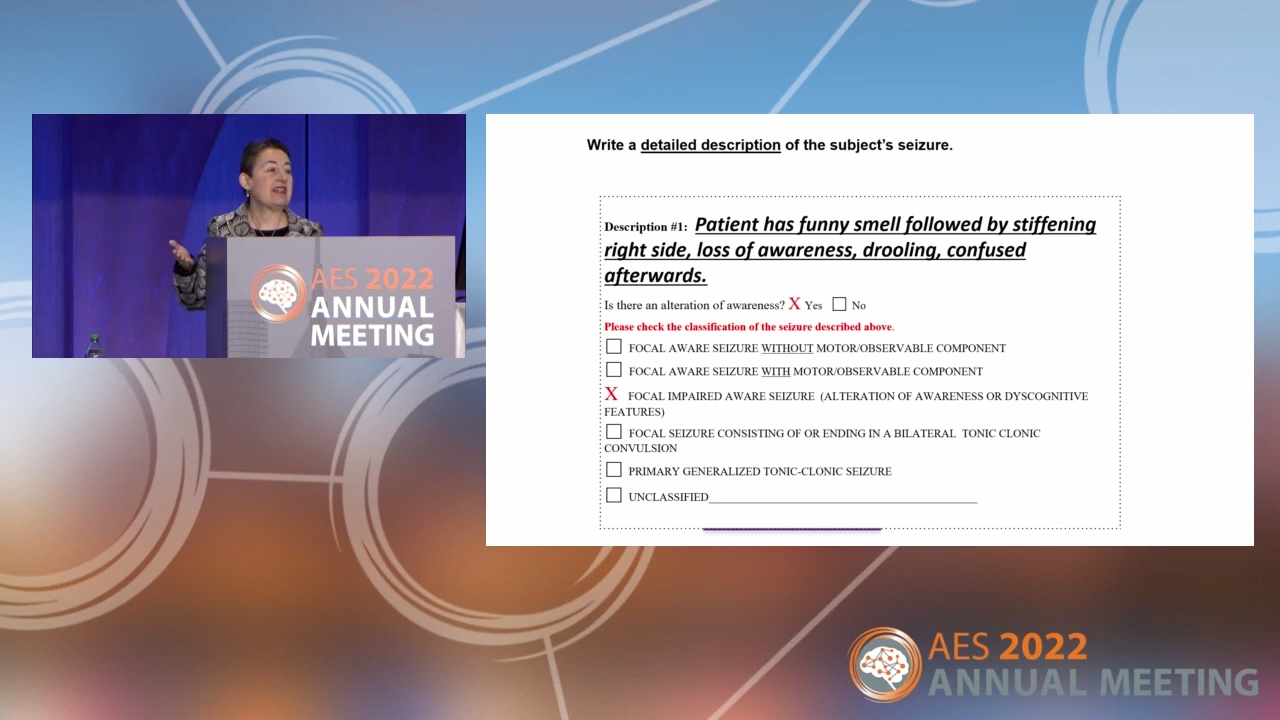 AES 2022
ANNUAL
MEETING
Write a detailed description of the subject's seizure.
Description #1: Patient has funny smell followed by stiffening
right side, loss of awareness, drooling, confused
afterwards.
Is there an alteration of awareness? X Yes ☐ No
Please check the classification of the seizure described above.
☐ FOCAL AWARE SEIZURE WITHOUT MOTOR/OBSERVABLE COMPONENT
☐ FOCAL AWARE SEIZURE WITH MOTOR/OBSERVABLE COMPONENT
X FOCAL IMPAIRED AWARE SEIZURE (ALTERATION OF AWARENESS OR DYSCOGNITIVE
FEATURES)
☐ FOCAL SEIZURE CONSISTING OF OR ENDING IN A BILATERAL TONIC CLONIC
CONVULSION
☐ PRIMARY GENERALIZED TONIC-CLONIC SEIZURE
☐ UNCLASSIFIED
AES 2022
ANNUAL MEETING